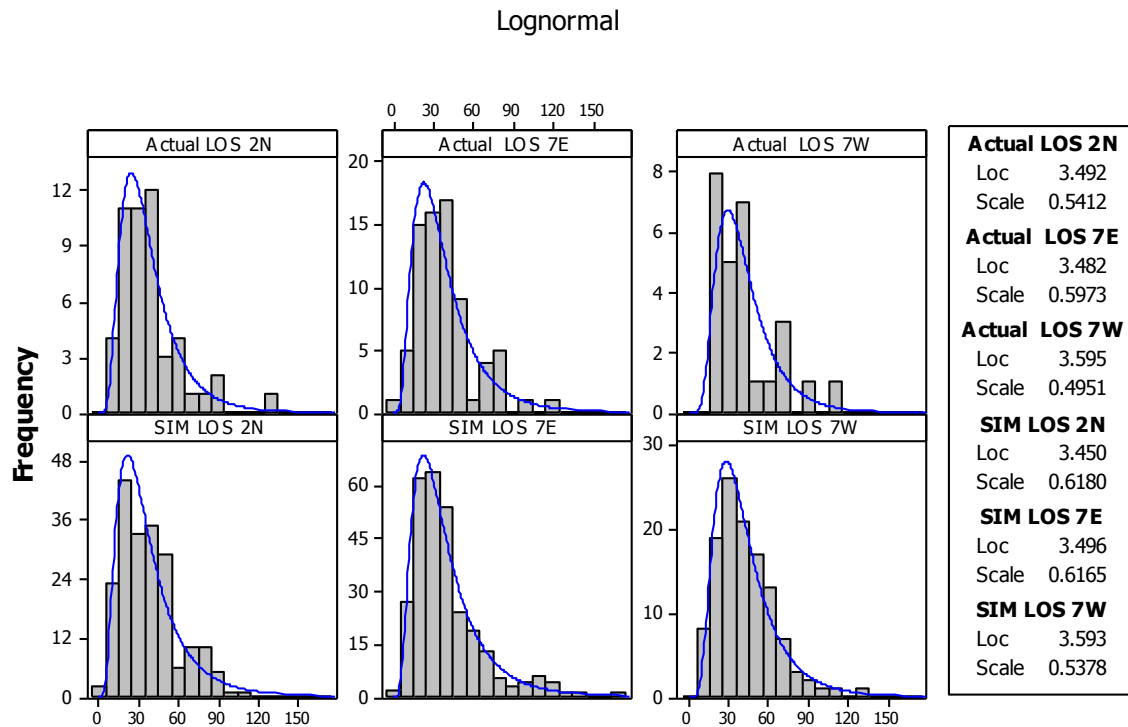 Lognormal
0 30 60 90 120 150
Actual LOS 2N
Actual LOS 7E
Actual LOS 7W
12
9
6
3
0
20
15
10
5
0
8
6
4
2
0
SIM LOS 2N
SIM LOS 7E
SIM LOS 7W
48
36
24
12
0
60
45
30
15
0
30
20
10
0
0 30 60 90 120 150
0 30 60 90 120 150
Frequency
Actual LOS 2N
Loc 3.492
Scale 0.5412
Actual LOS 7E
Loc 3.482
Scale 0.5973
Actual LOS 7W
Loc 3.595
Scale 0.4951
SIM LOS 2N
Loc 3.450
Scale 0.6180
SIM LOS 7E
Loc 3.496
Scale 0.6165
SIM LOS 7W
Loc 3.593
Scale 0.5378